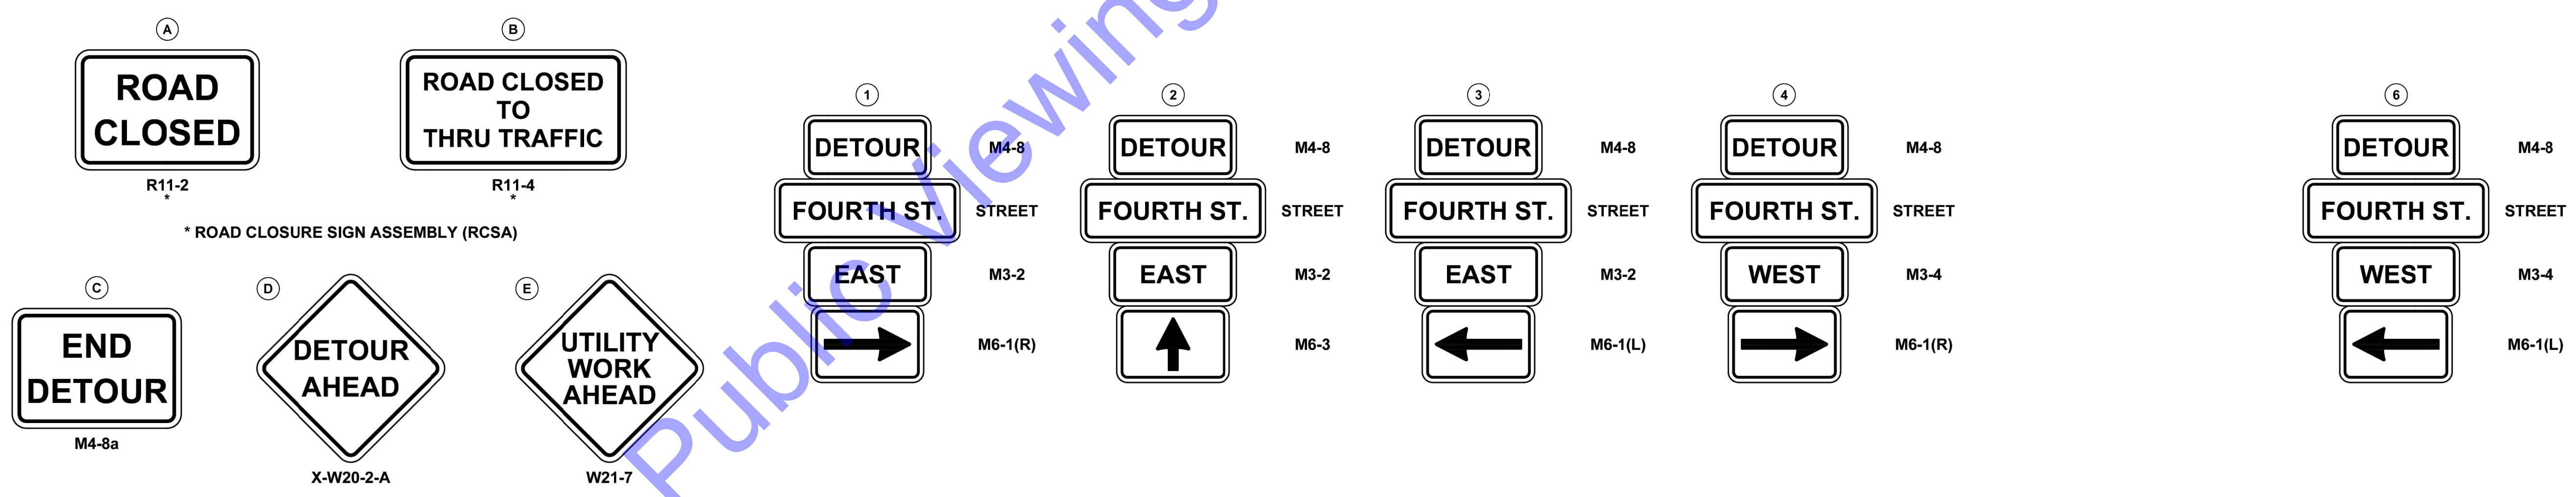 A
ROAD
CLOSED
R11-2
*
B
ROAD CLOSED
TO
THRU TRAFFIC
R11-4
*
* ROAD CLOSURE SIGN ASSEMBLY (RCSA)
C
END
DETOUR
M4-8a
D
DETOUR
AHEAD
X-W20-2-A
E
UTILITY
WORK
AHEAD
W21-7
1
DETOUR M4-8
FOURTH ST. STREET
EAST M3-2
M6-1(R)
2
DETOUR M4-8
FOURTH ST. STREET
EAST M3-2
M6-3
3
DETOUR M4-8
FOURTH ST. STREET
EAST M3-2
M6-1(L)
4
DETOUR M4-8
FOURTH ST. STREET
WEST M3-4
M6-1(R)
6
DETOUR M4-8
FOURTH ST. STREET
WEST M3-4
M6-1(L)
Public Viewing